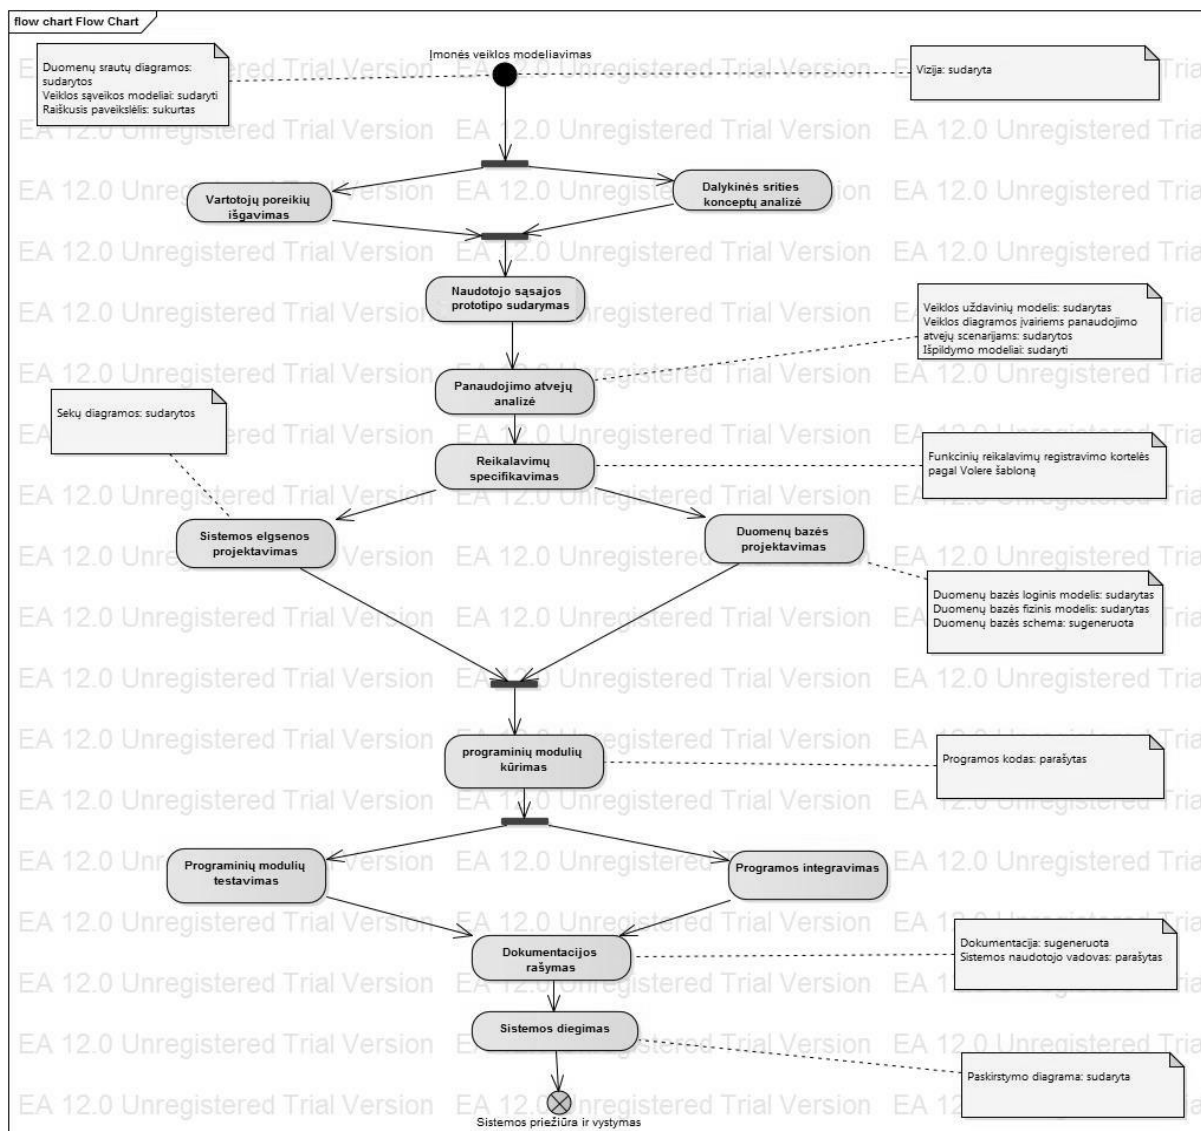 flow chart Flow Chart
Įmonės veiklos modeliavimas
Duomenų srautų diagramos:
sudarytos
Veiklos sąveikos modeliai: sudaryti
Raiškusis paveikslėlis: sukurtas
Vizija: sudaryta
Vartotojų poreikių
išgavimas
Dalykinės srities
konceptų analizė
Naudotojo sąsajos
prototipo sudarymas
Veiklos uždavinių modelis: sudarytas
Veiklos diagramos įvairiems panaudojimo
atvejų scenarijams: sudarytos
Išpildymo modeliai: sudaryti
Panaudojimo atvejų
analizė
Sekų diagramos: sudarytos
Reikalavimų
specifikavimas
Funkcinių reikalavimų registravimo kortelės
pagal Volere šabloną
Sistemos elgsenos
projektavimas
Duomenų bazės
projektavimas
Duomenų bazės loginis modelis: sudarytas
Duomenų bazės fizinis modelis: sudarytas
Duomenų bazės schema: sugeneruota
programinių modulių
kūrimas
Programos kodas: parašytas
Programinių modulių
testavimas
Programos integravimas
Dokumentacijos
rašymas
Dokumentacija: sugeneruota
Sistemos naudotojo vadovas: parašytas
Sistemos diegimas
Paskirstymo diagrama: sudaryta
Sistemos priežiūra ir vystymas
EA 12.0 Unregistered Trial Version